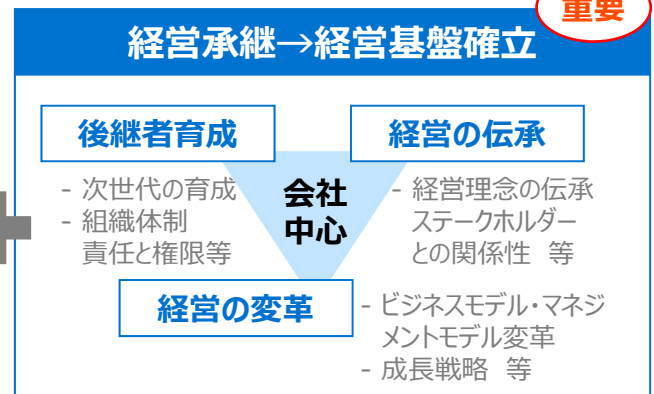 重要
経営承継→経営基盤確立
後継者育成
経営の伝承
- 次世代の育成
- 組織体制
責任と権限等
会社
中心
- 経営理念の伝承
ステークホルダー
との関係性 等
経営の変革
- ビジネスモデル・マネジ
メントモデル変革
- 成長戦略 等